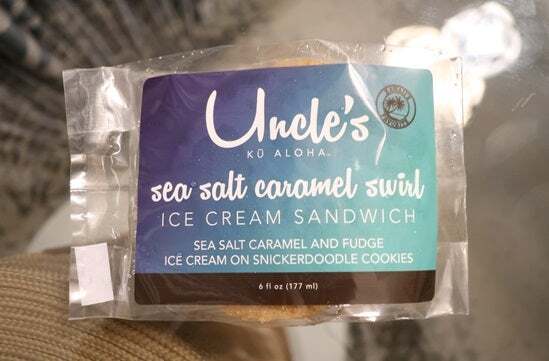 Uncle's
KŪ ALOHA™
sea salt caramel swirl
ICE CREAM SANDWICH
SEA SALT CARAMEL AND FUDGE
ICE CREAM ON SNICKERDOODLE COOKIES
6 fl oz (177 ml)